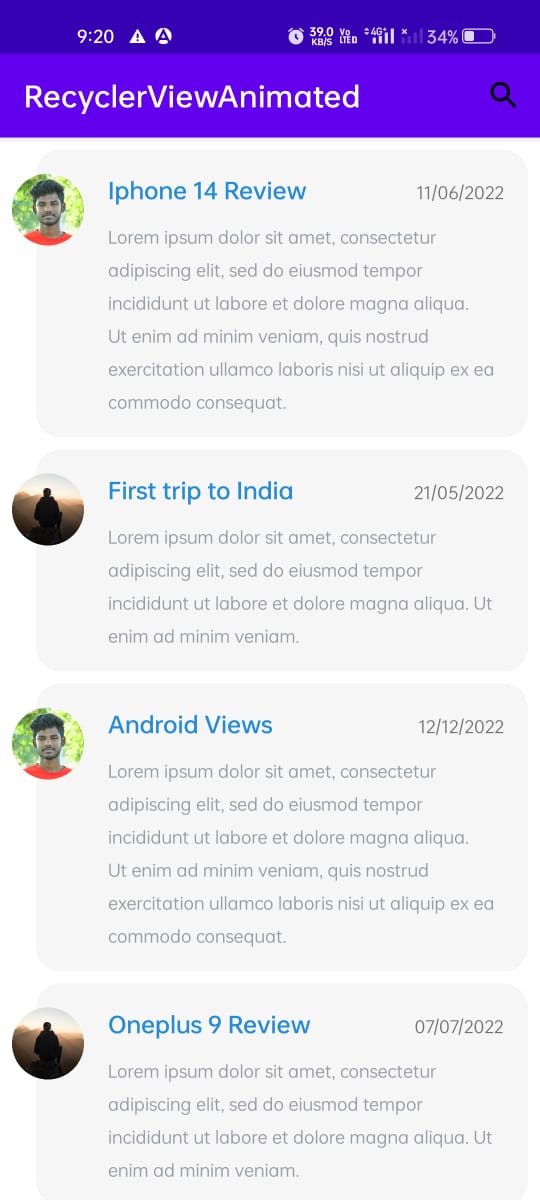 9:20 39.0 KB/S Vo LTED 4G+ 34%
RecyclerViewAnimated
Iphone 14 Review 11/06/2022
Lorem ipsum dolor sit amet, consectetur
adipiscing elit, sed do eiusmod tempor
incididunt ut labore et dolore magna aliqua.
Ut enim ad minim veniam, quis nostrud
exercitation ullamco laboris nisi ut aliquip ex ea
commodo consequat.
First trip to India 21/05/2022
Lorem ipsum dolor sit amet, consectetur
adipiscing elit, sed do eiusmod tempor
incididunt ut labore et dolore magna aliqua. Ut
enim ad minim veniam.
Android Views 12/12/2022
Lorem ipsum dolor sit amet, consectetur
adipiscing elit, sed do eiusmod tempor
incididunt ut labore et dolore magna aliqua.
Ut enim ad minim veniam, quis nostrud
exercitation ullamco laboris nisi ut aliquip ex ea
commodo consequat.
Oneplus 9 Review 07/07/2022
Lorem ipsum dolor sit amet, consectetur
adipiscing elit, sed do eiusmod tempor
incididunt ut labore et dolore magna aliqua. Ut
enim ad minim veniam.